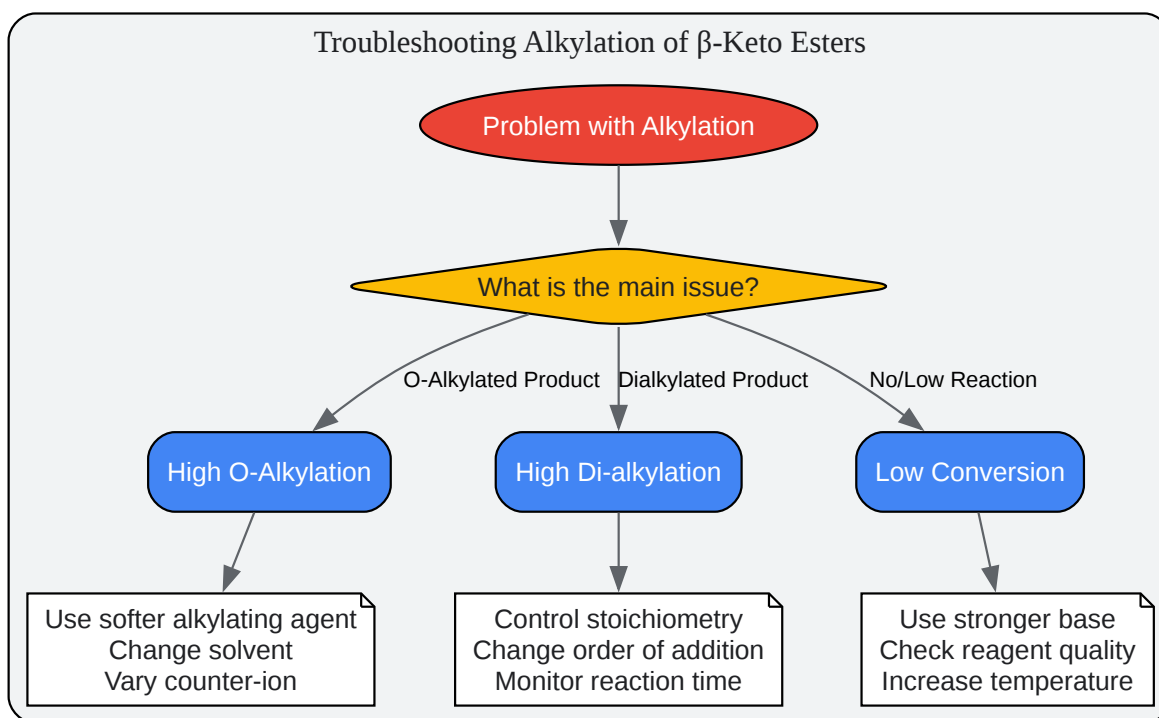 Troubleshooting Alkylation of β-Keto Esters
Problem with Alkylation
What is the main issue?
O-Alkylated Product
Dialkylated Product
No/Low Reaction
High O-Alkylation
High Di-alkylation
Low Conversion
Use softer alkylating agent
Change solvent
Vary counter-ion
Control stoichiometry
Change order of addition
Monitor reaction time
Use stronger base
Check reagent quality
Increase temperature